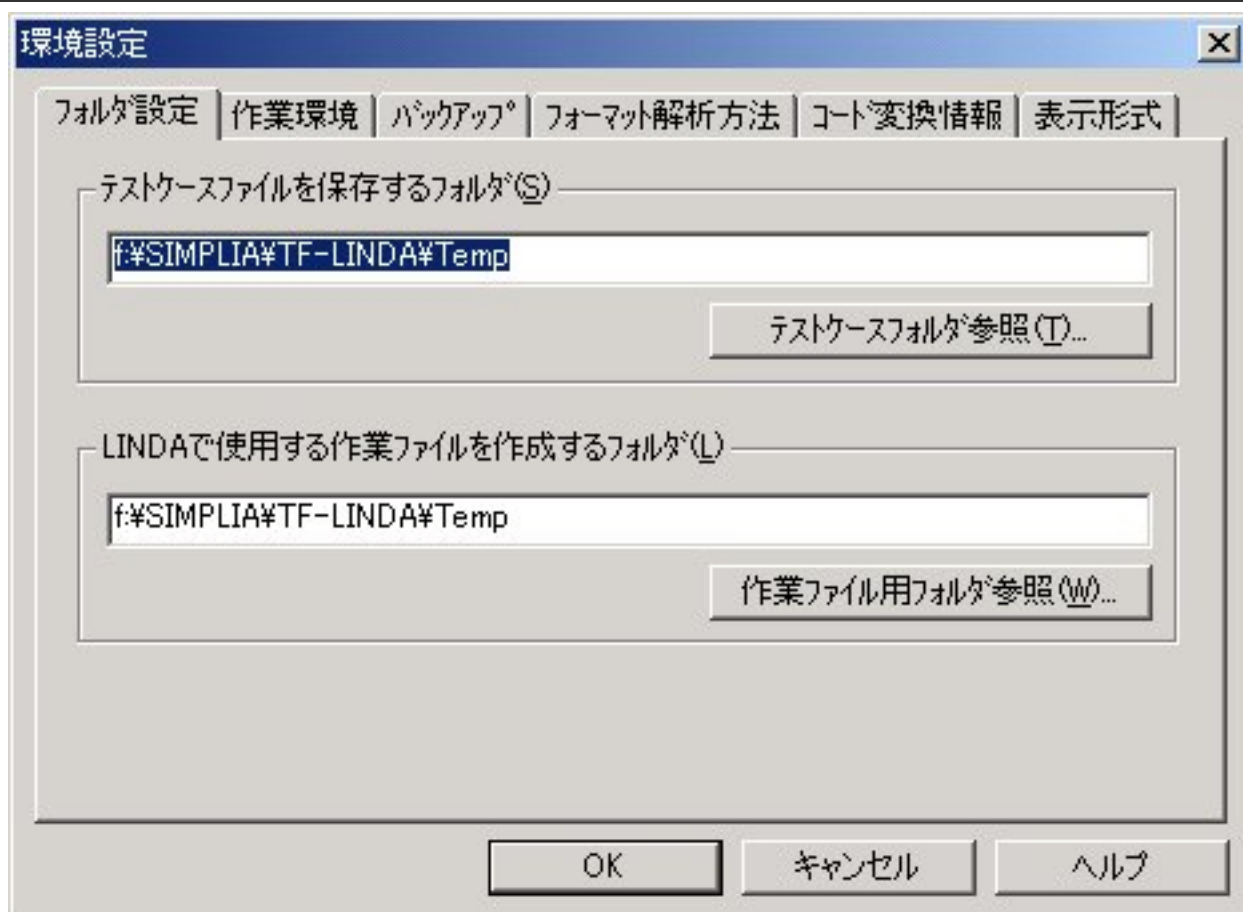 環境設定
フォルダ設定 作業環境 バックアップ フォーマット解析方法 コード変換情報 表示形式
テストケースファイルを保存するフォルダ(S)
f:¥SIMPLIA¥TF-LINDA¥Temp
テストケースフォルダ参照(T)...
LINDAで使用する作業ファイルを作成するフォルダ(L)
f:¥SIMPLIA¥TF-LINDA¥Temp
作業ファイル用フォルダ参照(W)...
OK キャンセル ヘルプ